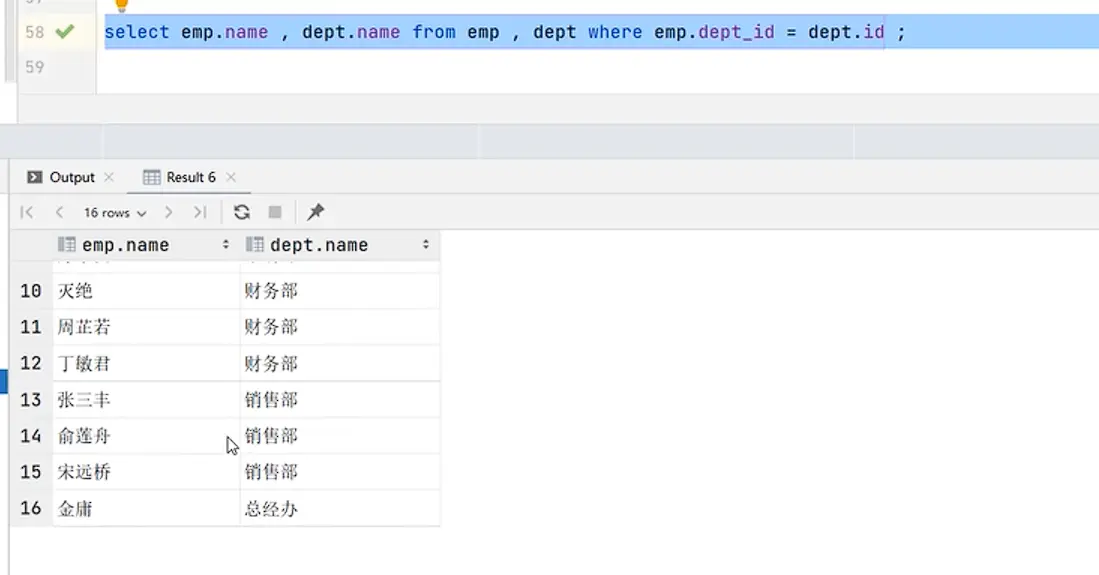 58 select emp.name , dept.name from emp , dept where emp.dept_id = dept.id ;
59
Output Result 6
16 rows
emp.name dept.name
10 灭绝 财务部
11 周芷若 财务部
12 丁敏君 财务部
13 张三丰 销售部
14 俞莲舟 销售部
15 宋远桥 销售部
16 金庸 总经办